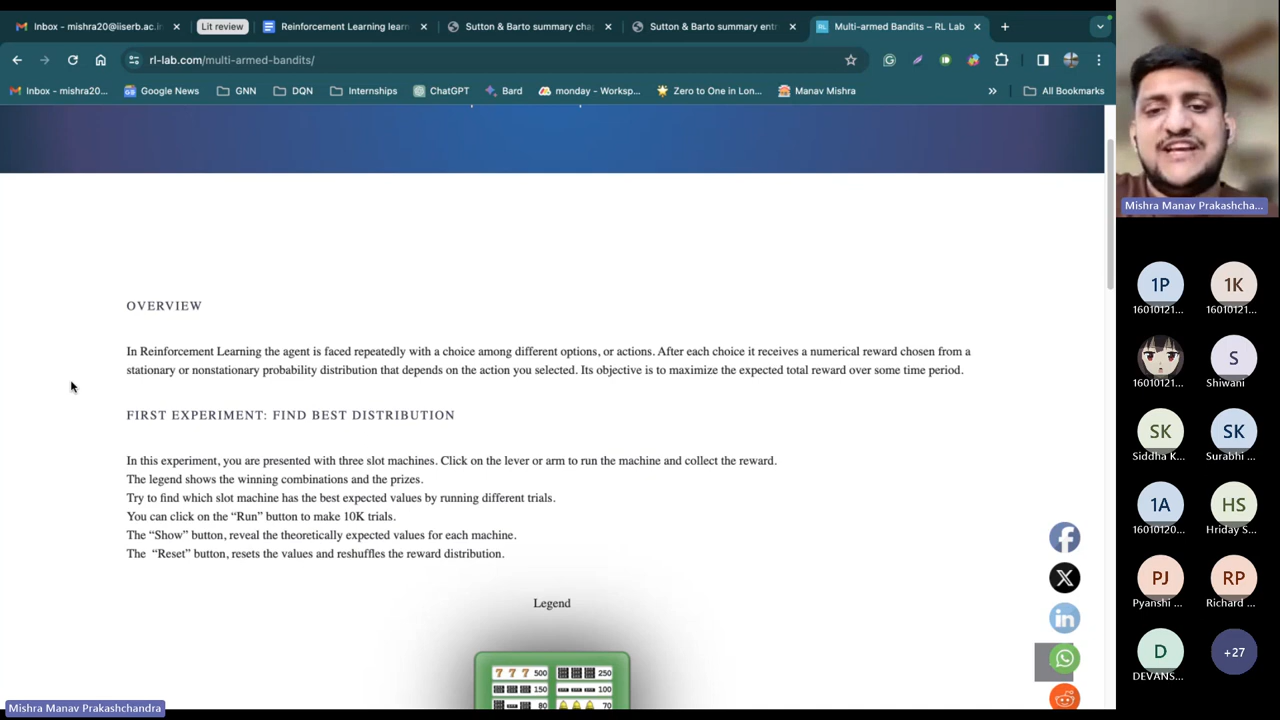 Inbox - mishra20@iiserb.ac.in
Lit review
Reinforcement Learning learn
Sutton & Barto summary cha
Sutton & Barto summary entr
Multi-armed Bandits – RL Lab
rl-lab.com/multi-armed-bandits/
Inbox - mishra20...
Google News
GNN
DQN
Internships
ChatGPT
Bard
monday - Worksp...
Zero to One in Lon...
Manav Mishra
All Bookmarks
OVERVIEW
In Reinforcement Learning the agent is faced repeatedly with a choice among different options, or actions. After each choice it receives a numerical reward chosen from a
stationary or nonstationary probability distribution that depends on the action you selected. Its objective is to maximize the expected total reward over some time period.
FIRST EXPERIMENT: FIND BEST DISTRIBUTION
In this experiment, you are presented with three slot machines. Click on the lever or arm to run the machine and collect the reward.
The legend shows the winning combinations and the prizes.
Try to find which slot machine has the best expected values by running different trials.
You can click on the “Run” button to make 10K trials.
The “Show” button, reveal the theoretically expected values for each machine.
The “Reset” button, resets the values and reshuffles the reward distribution.
Legend
7 7 7 500
250
150
100
80
70
Mishra Manav Prakashchandra
Mishra Manav Prakashcha...
1P
1K
16010121...
16010121...
S
16010121...
Shiwani
SK
SK
Siddha K...
Surabhi ...
1A
HS
16010120...
Hriday S...
PJ
RP
Pyanshi ...
Richard ...
D
+27
DEVANS...